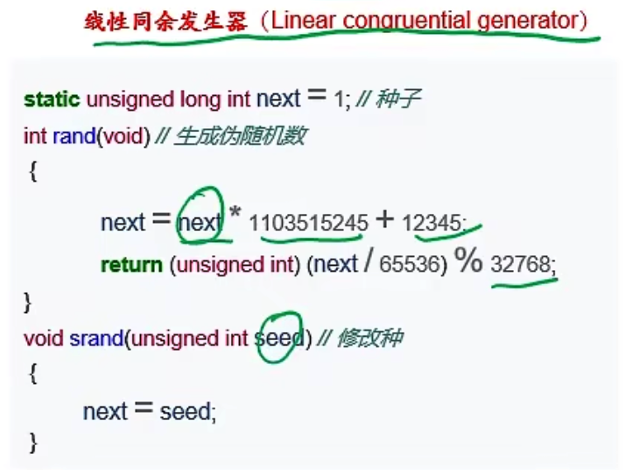 线性同余发生器（Linear congruential generator）
static unsigned long int next = 1; // 种子
int rand(void) // 生成伪随机数
{
next = next * 1103515245 + 12345;
return (unsigned int) (next / 65536) % 32768;
}
void srand(unsigned int seed) // 修改种
{
next = seed;
}